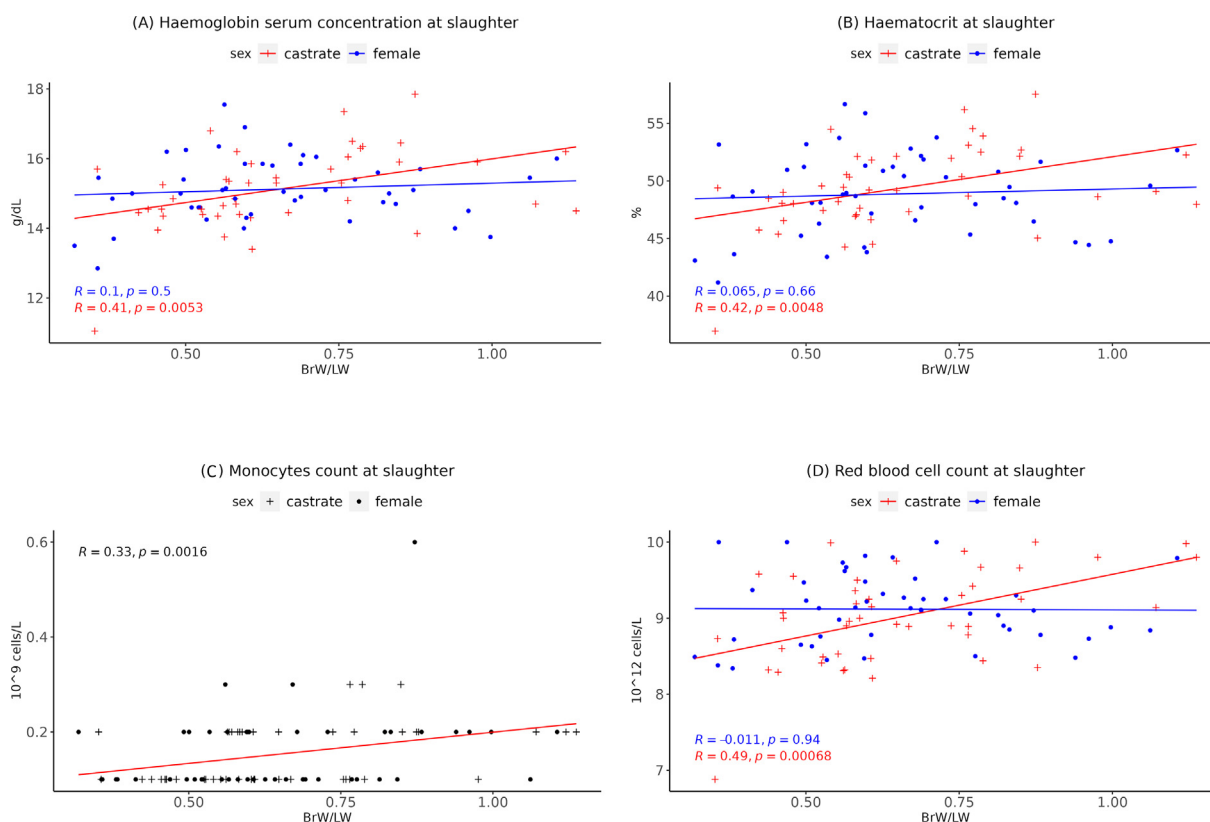 (A) Haemoglobin serum concentration at slaughter
sex castrate female
18
16
14
12
g/dL
R = 0.1, p = 0.5
R = 0.41, p = 0.0053
0.50 0.75 1.00
BrW/LW
(B) Haematocrit at slaughter
sex castrate female
55
50
45
40
%
R = 0.065, p = 0.66
R = 0.42, p = 0.0048
0.50 0.75 1.00
BrW/LW
(C) Monocytes count at slaughter
sex castrate female
0.6
0.4
0.2
10^9 cells/L
R = 0.33, p = 0.0016
0.50 0.75 1.00
BrW/LW
(D) Red blood cell count at slaughter
sex castrate female
10
9
8
7
10^12 cells/L
R = -0.011, p = 0.94
R = 0.49, p = 0.00068
0.50 0.75 1.00
BrW/LW